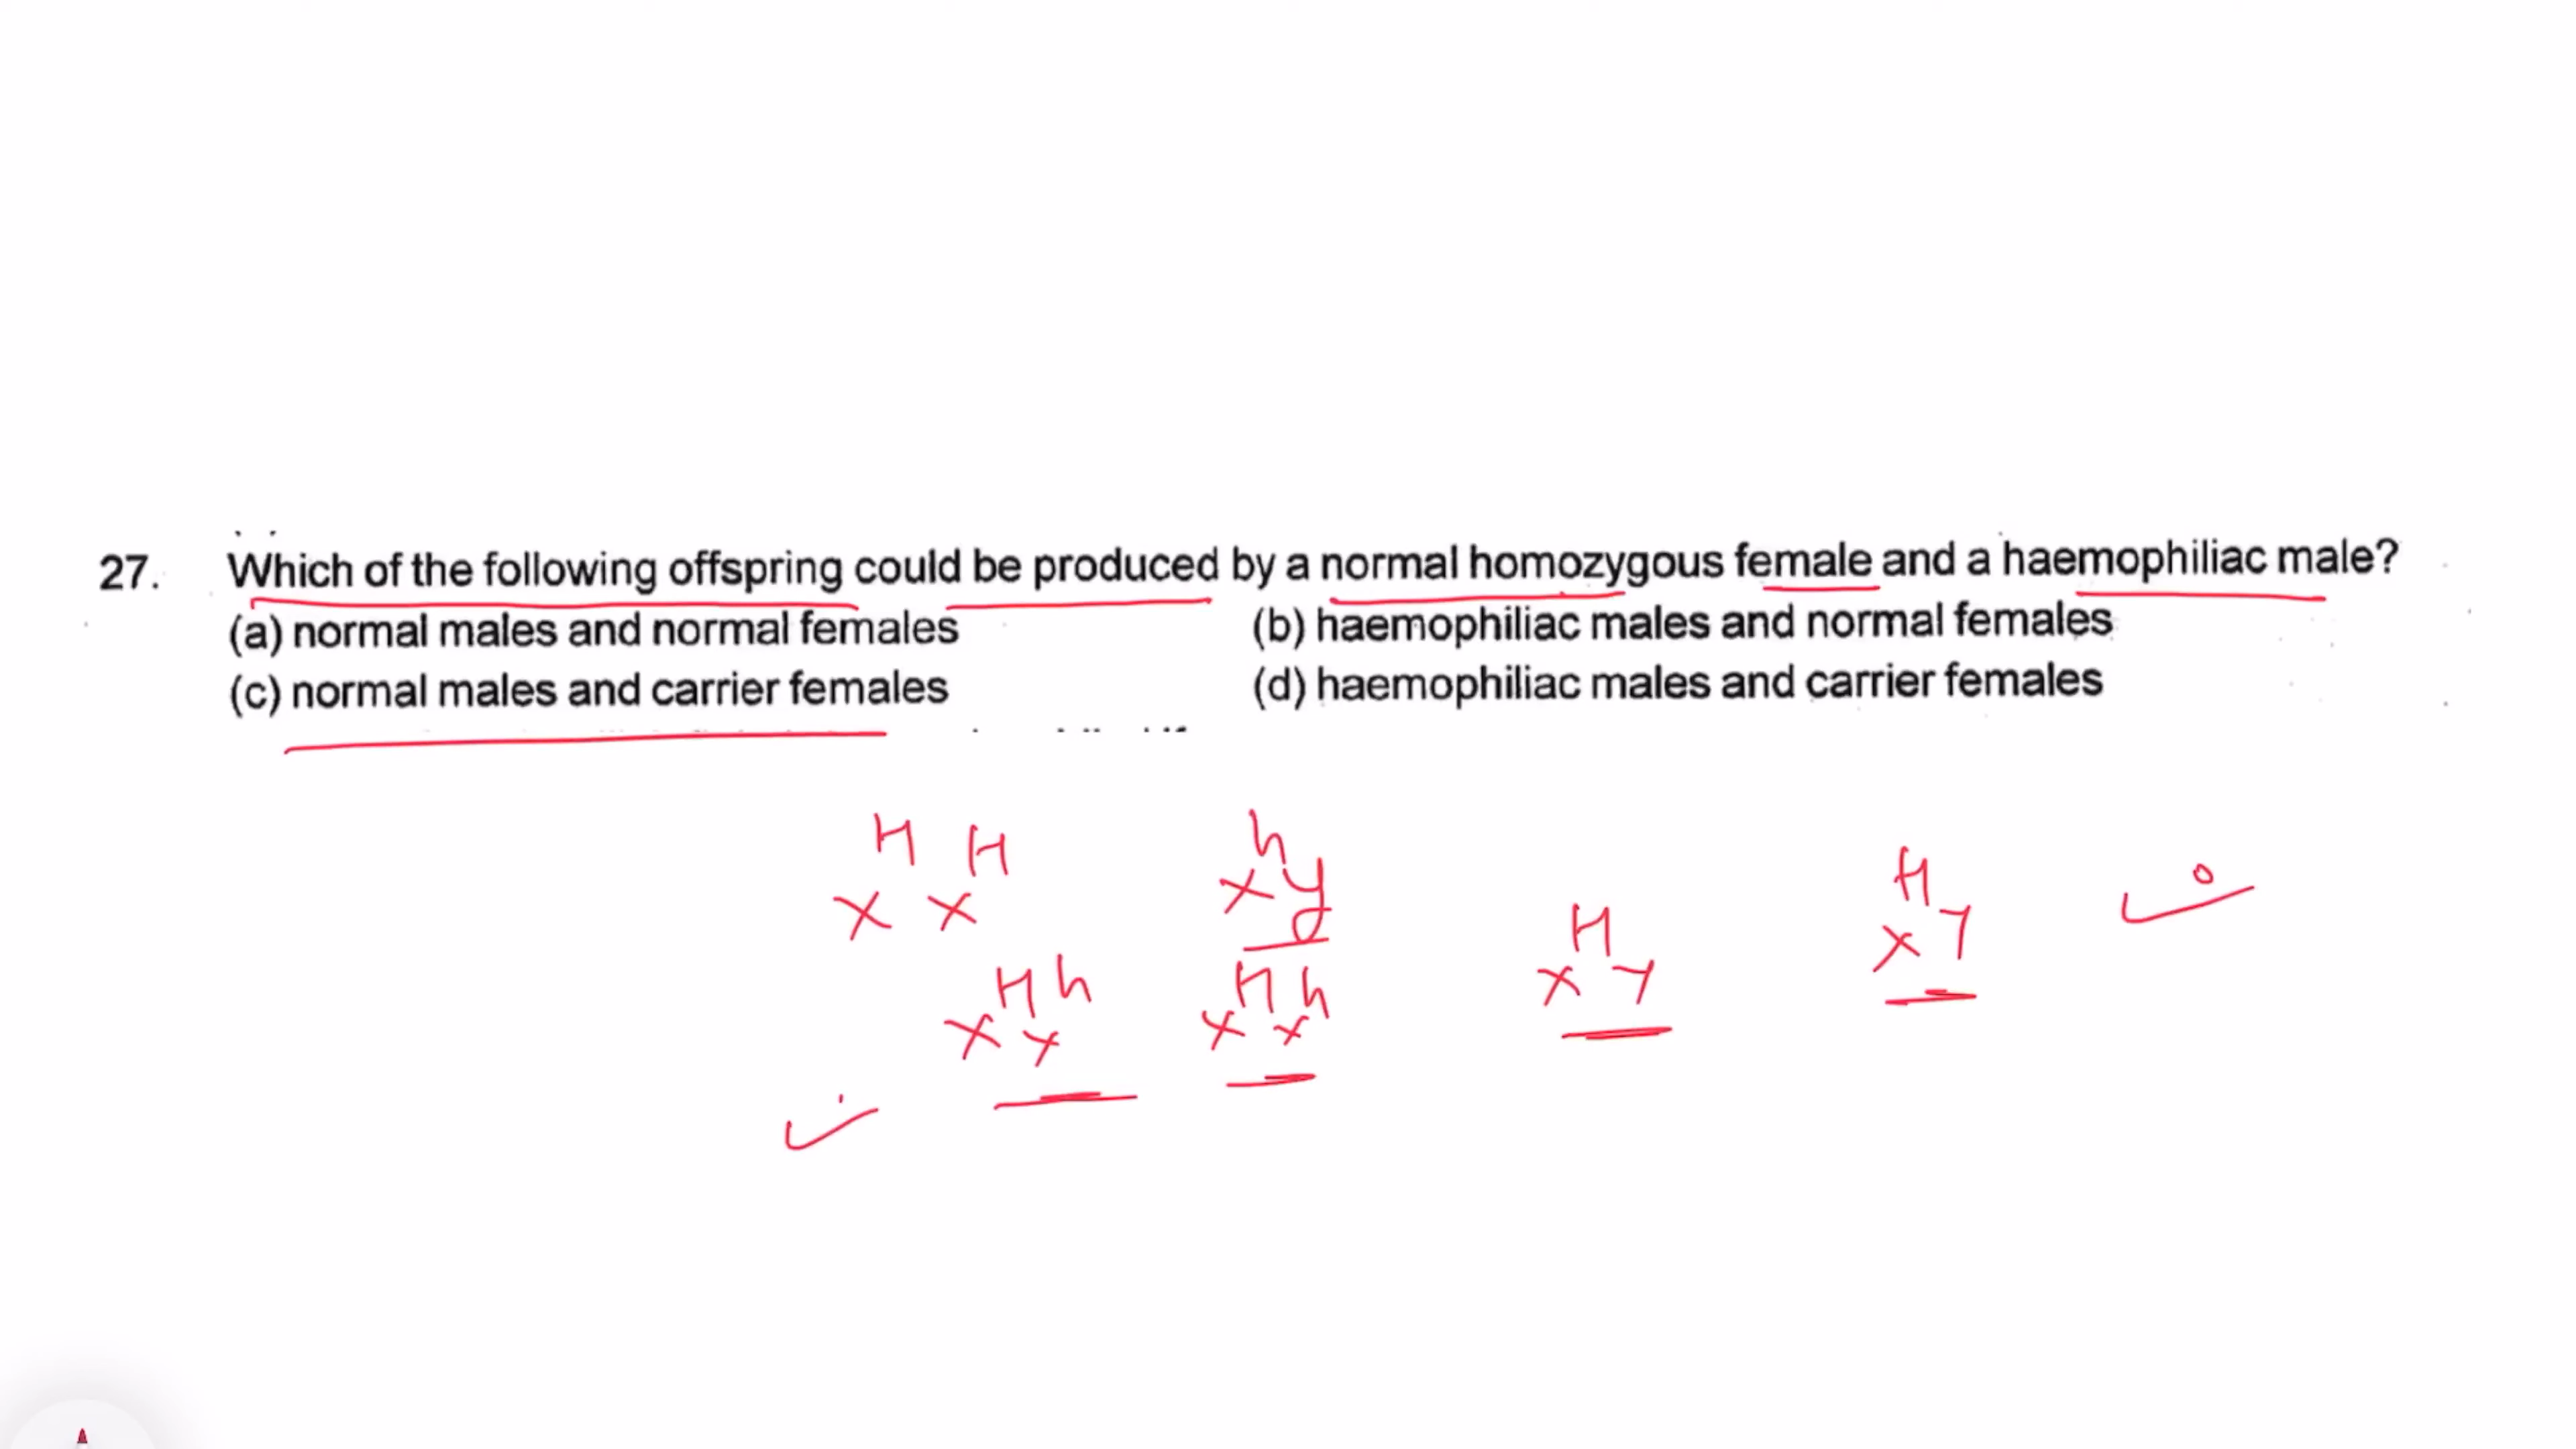 27. Which of the following offspring could be produced by a normal homozygous female and a haemophiliac male?
(a) normal males and normal females (b) haemophiliac males and normal females
(c) normal males and carrier females (d) haemophiliac males and carrier females
H H h H
X X x y H x y
H h H h x y
X x x x